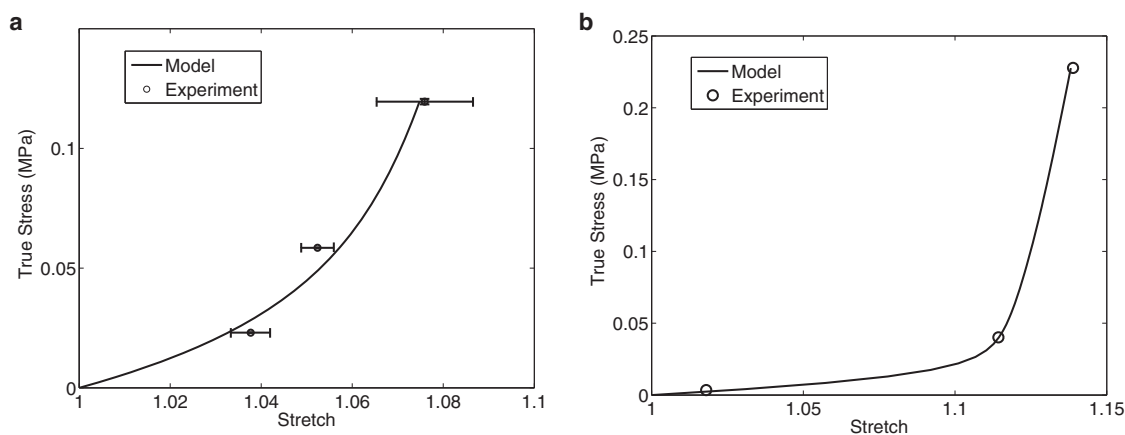 a
Model
Experiment
0.1
0.05
0
1
1.02
1.04
1.06
1.08
1.1
Stretch
True Stress (MPa)
b
Model
Experiment
0.25
0.2
0.15
0.1
0.05
0
1
1.05
1.1
1.15
Stretch
True Stress (MPa)